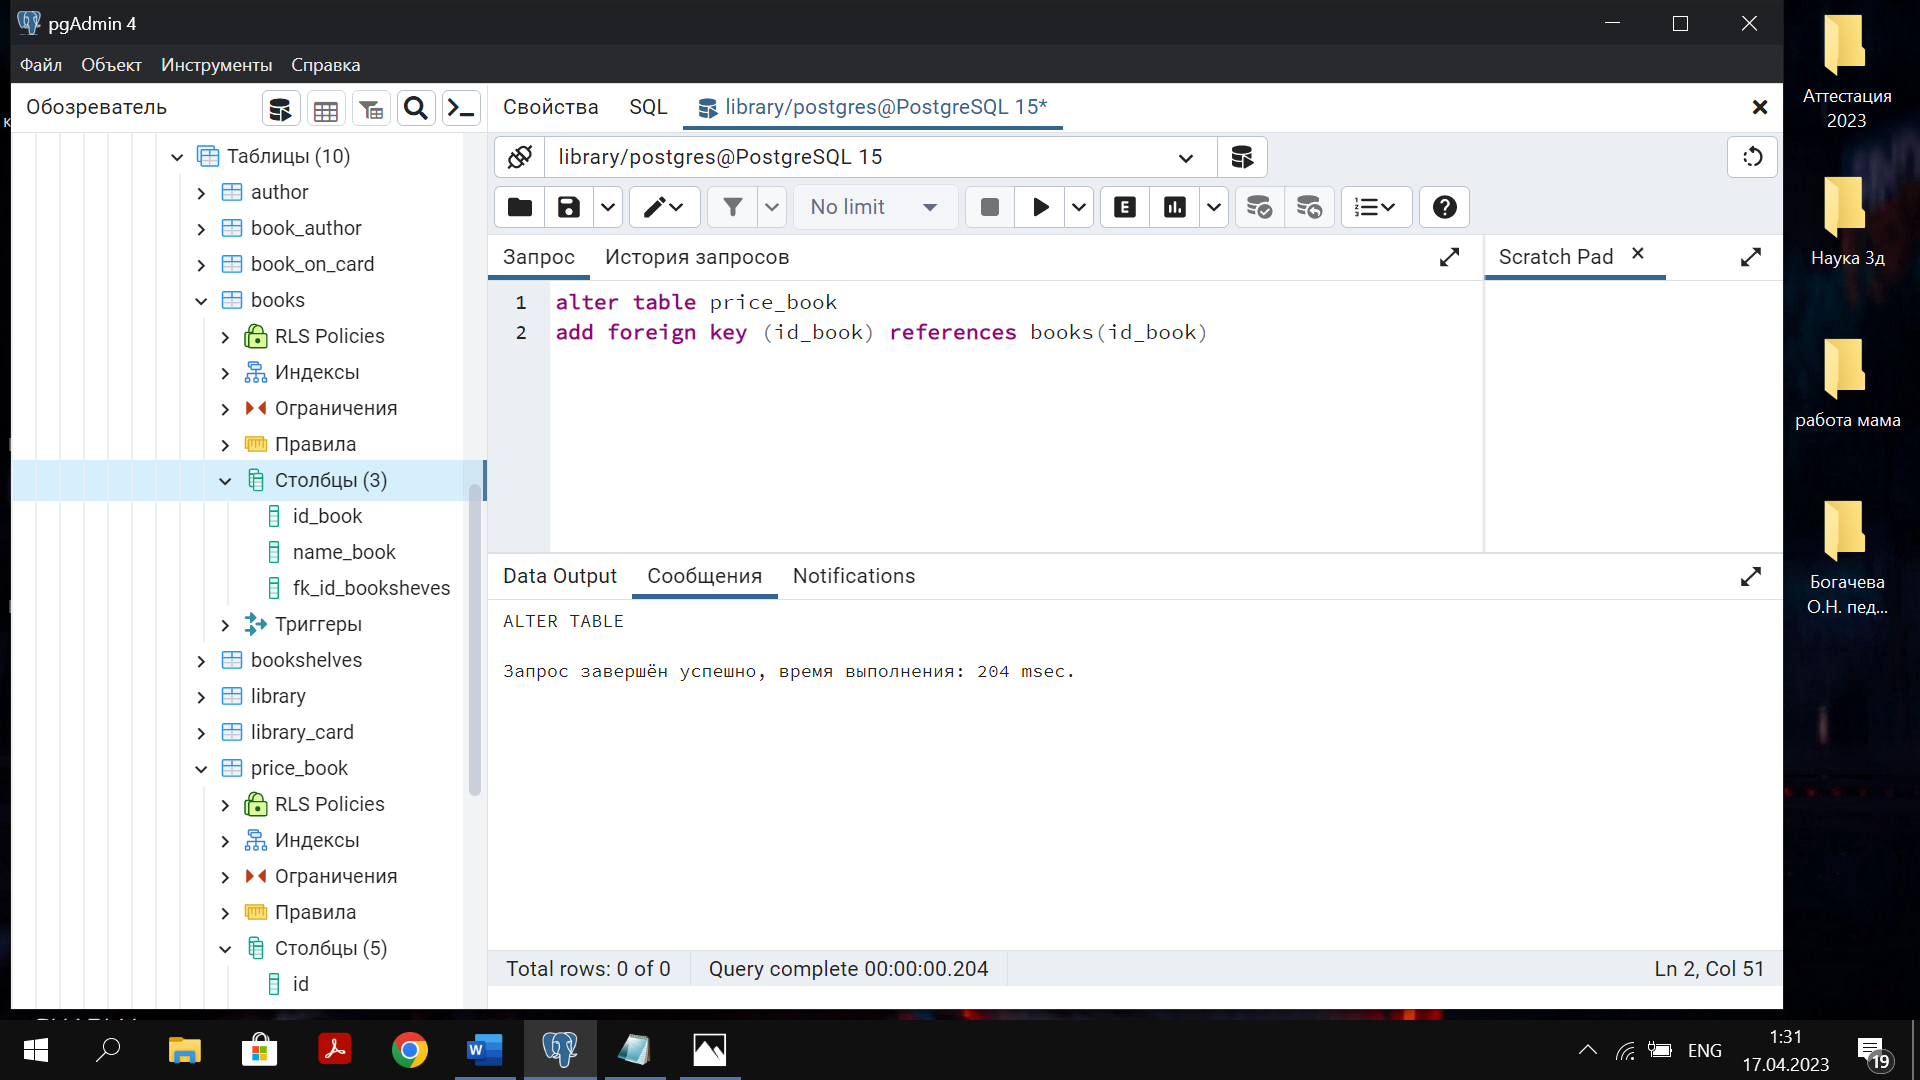 pgAdmin 4
Файл Объект Инструменты Справка
Обозреватель
Свойства SQL library/postgres@PostgreSQL 15*
Таблицы (10)
author
book_author
book_on_card
books
RLS Policies
Индексы
Ограничения
Правила
Столбцы (3)
id_book
name_book
fk_id_booksheves
Триггеры
bookshelves
library
library_card
price_book
RLS Policies
Индексы
Ограничения
Правила
Столбцы (5)
id
library/postgres@PostgreSQL 15
No limit
E
Запрос История запросов
Scratch Pad
1 alter table price_book
2 add foreign key (id_book) references books(id_book)
Data Output Сообщения Notifications
ALTER TABLE
Запрос завершён успешно, время выполнения: 204 msec.
Total rows: 0 of 0 Query complete 00:00:00.204 Ln 2, Col 51
Аттестация
2023
Наука 3д
работа мама
Богачева
О.Н. пед...
W
ENG
1:31
17.04.2023
19